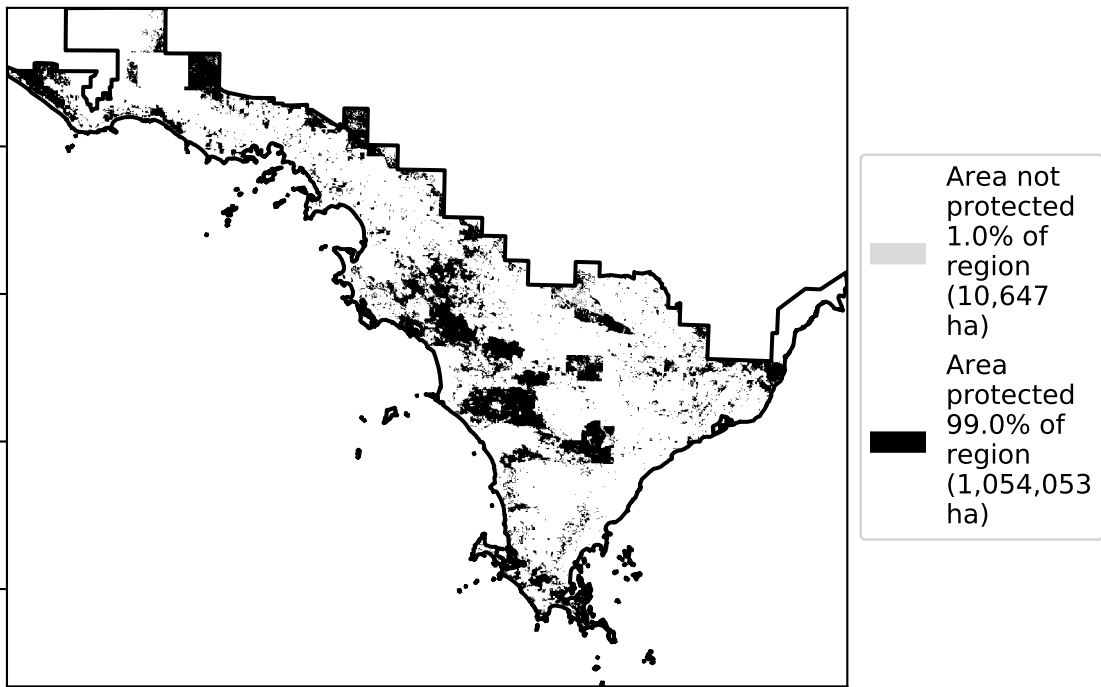 Area not
protected
1.0% of
region
(10,647
ha)
Area
protected
99.0% of
region
(1,054,053
ha)